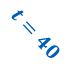 t = 40